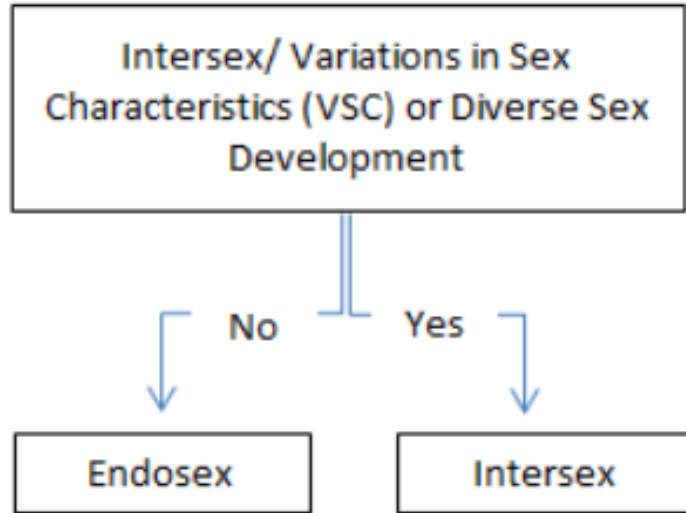 Intersex/ Variations in Sex
Characteristics (VSC) or Diverse Sex
Development
No
Yes
Endosex
Intersex